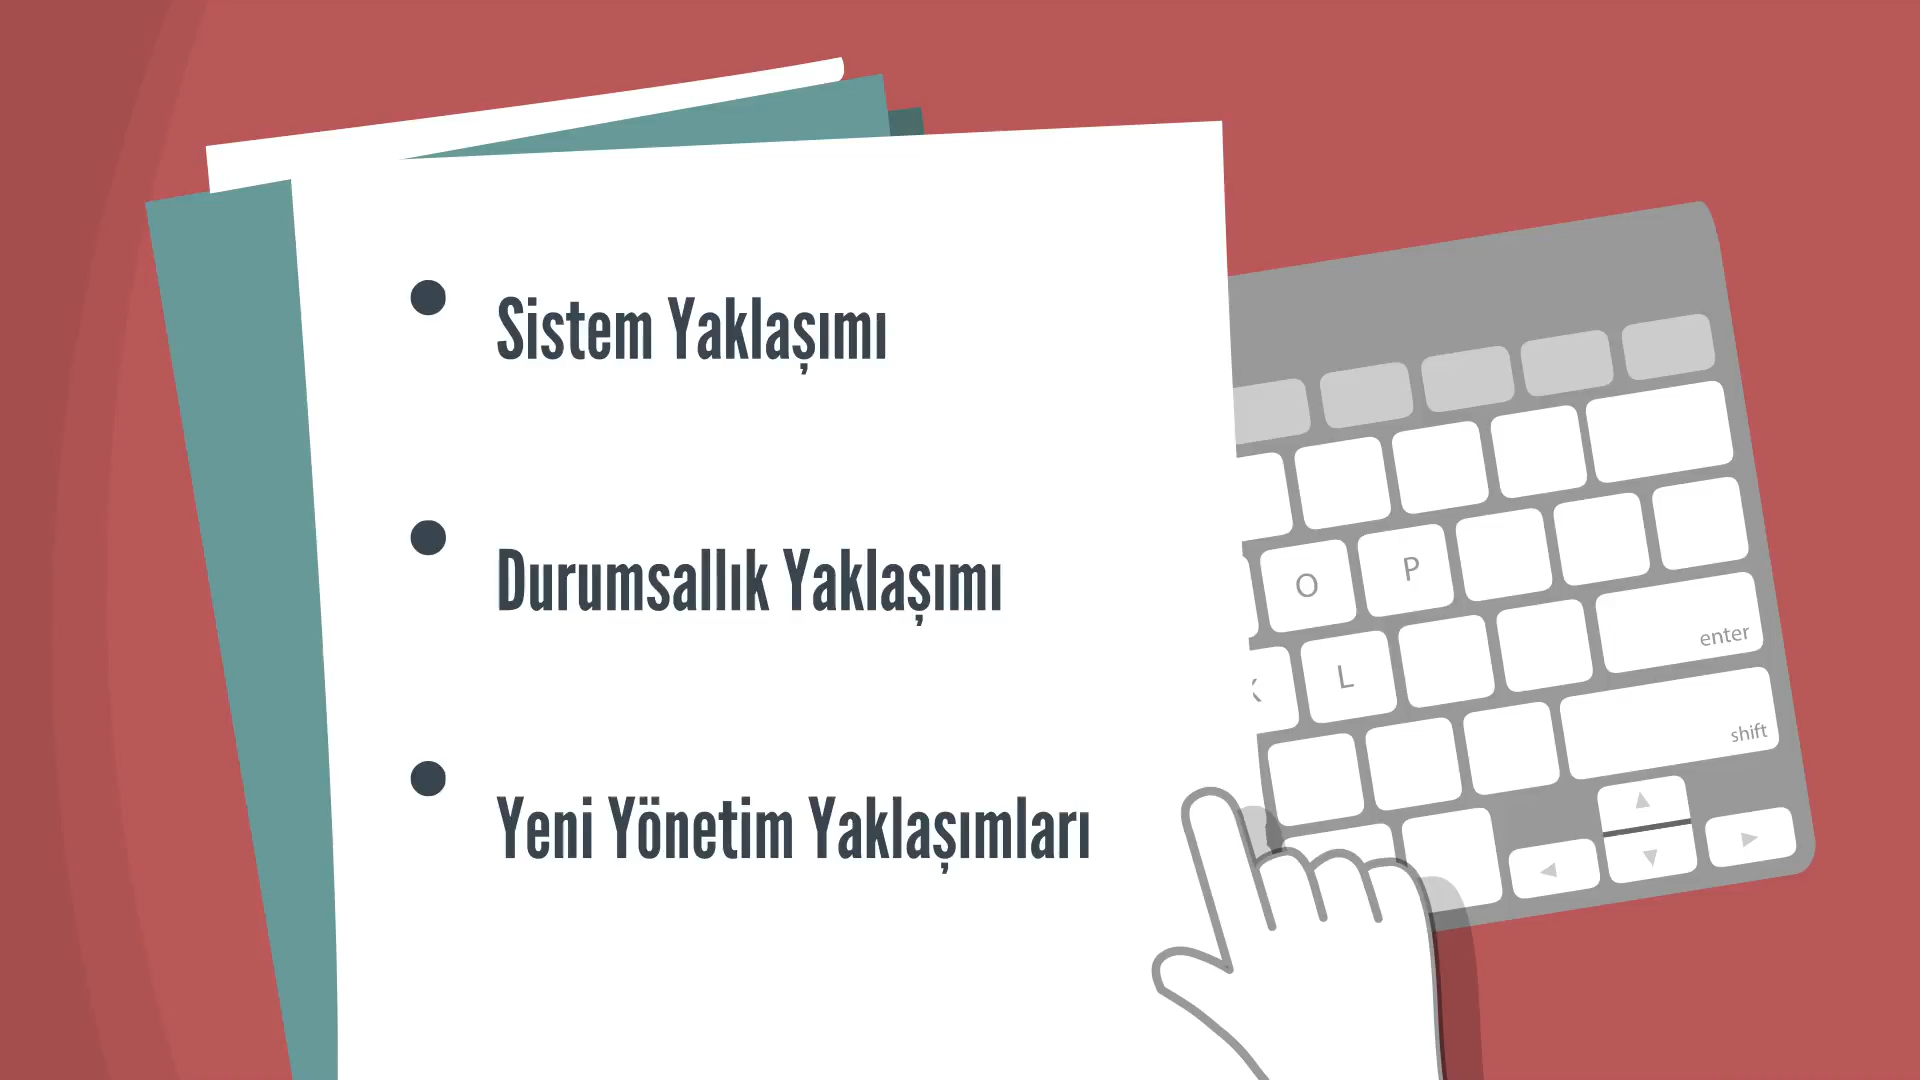 Sistem Yaklaşımı
Durumsallık Yaklaşımı
Yeni Yönetim Yaklaşımları
O P
K L
enter
shift